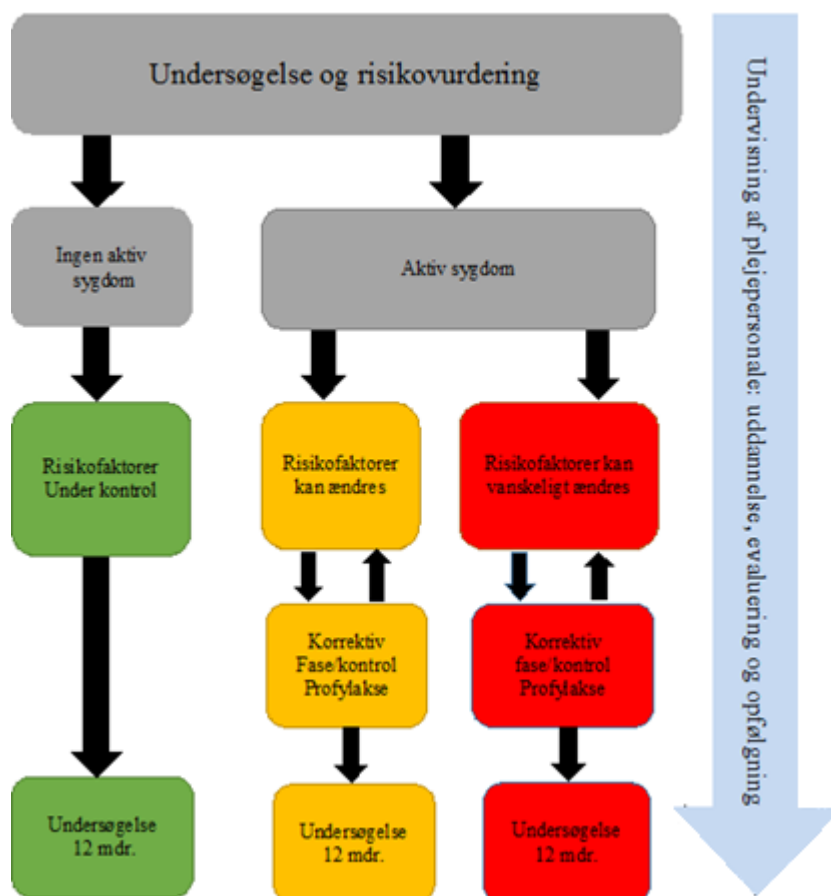 Undersøgelse og risikovurdering
Ingen aktiv
sygdom
Aktiv sygdom
Risikofaktorer
Under kontrol
Risikofaktorer
kan ændres
Risikofaktorer kan
vanskeligt ændres
Korrektiv
Fase/kontrol
Profylakse
Korrektiv
fase/kontrol
Profylakse
Undersøgelse
12 mdr.
Undersøgelse
12 mdr.
Undersøgelse
12 mdr.
Undervisning af plejepersonale: uddannelse, evaluering og opfølgning